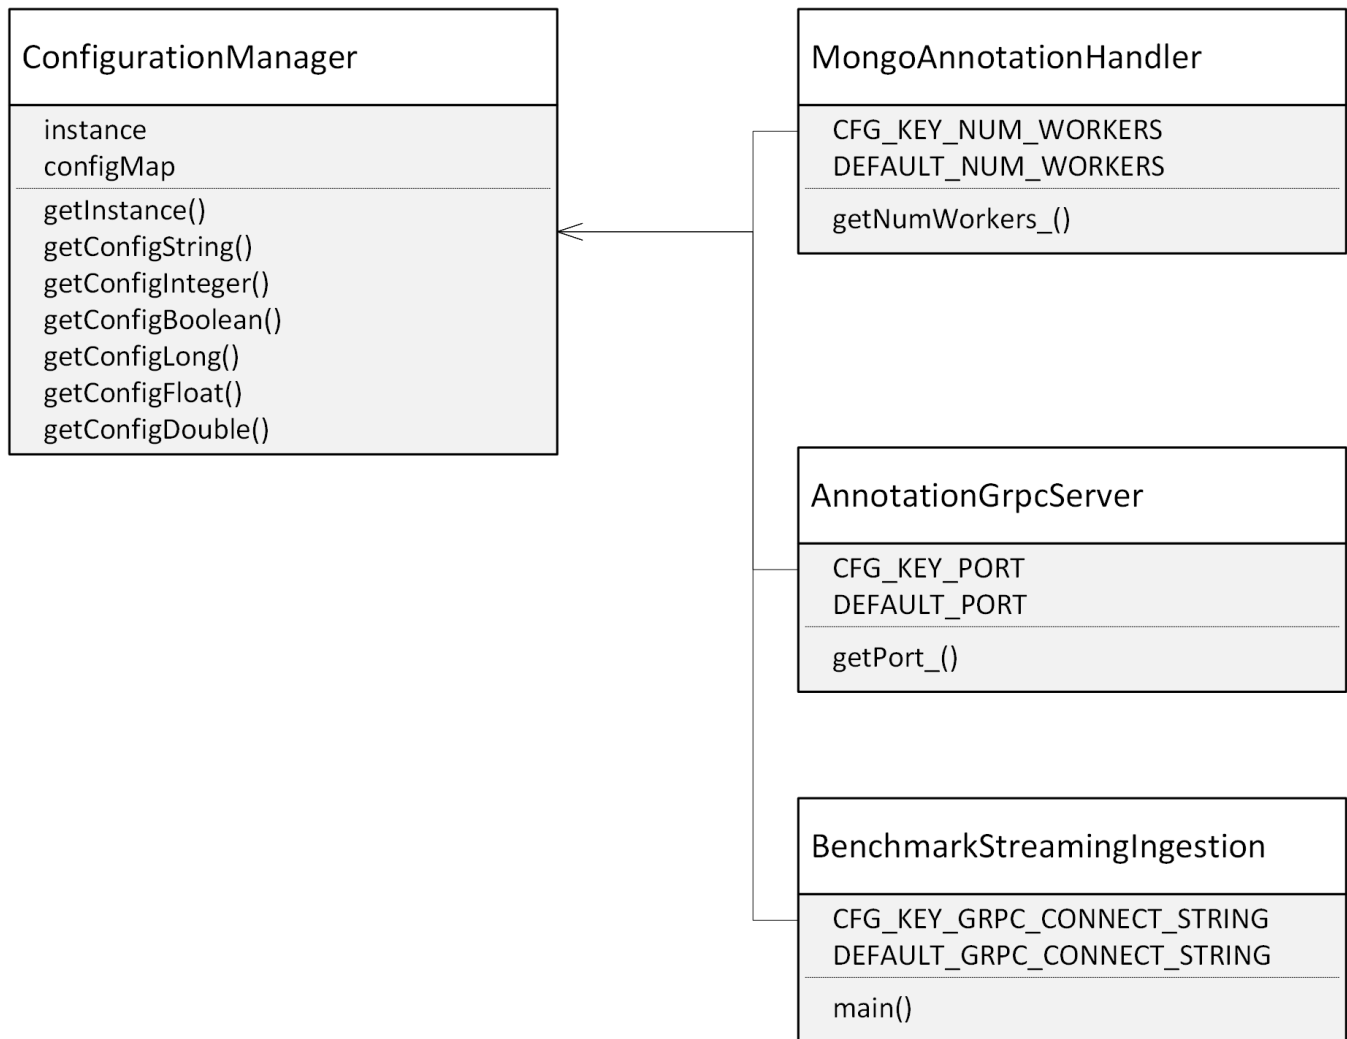 ConfigurationManager
instance
configMap
getInstance()
getConfigString()
getConfigInteger()
getConfigBoolean()
getConfigLong()
getConfigFloat()
getConfigDouble()
MongoAnnotationHandler
CFG_KEY_NUM_WORKERS
DEFAULT_NUM_WORKERS
getNumWorkers_()
AnnotationGrpcServer
CFG_KEY_PORT
DEFAULT_PORT
getPort_()
BenchmarkStreamingIngestion
CFG_KEY_GRPC_CONNECT_STRING
DEFAULT_GRPC_CONNECT_STRING
main()